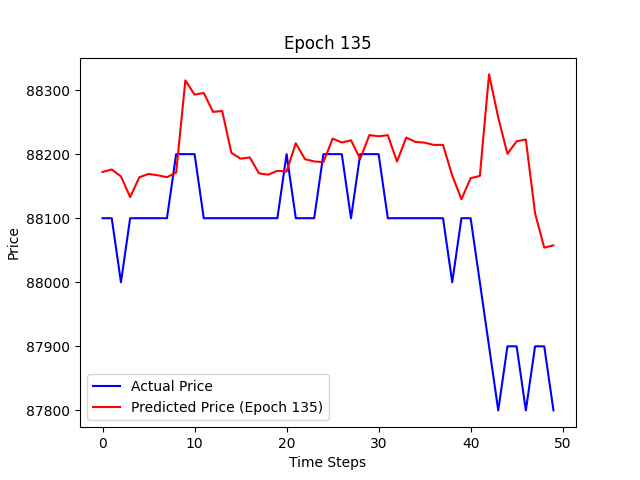 Epoch 135
88300
88200
88100
88000
87900
87800
Price
Actual Price
Predicted Price (Epoch 135)
0 10 20 30 40 50
Time Steps